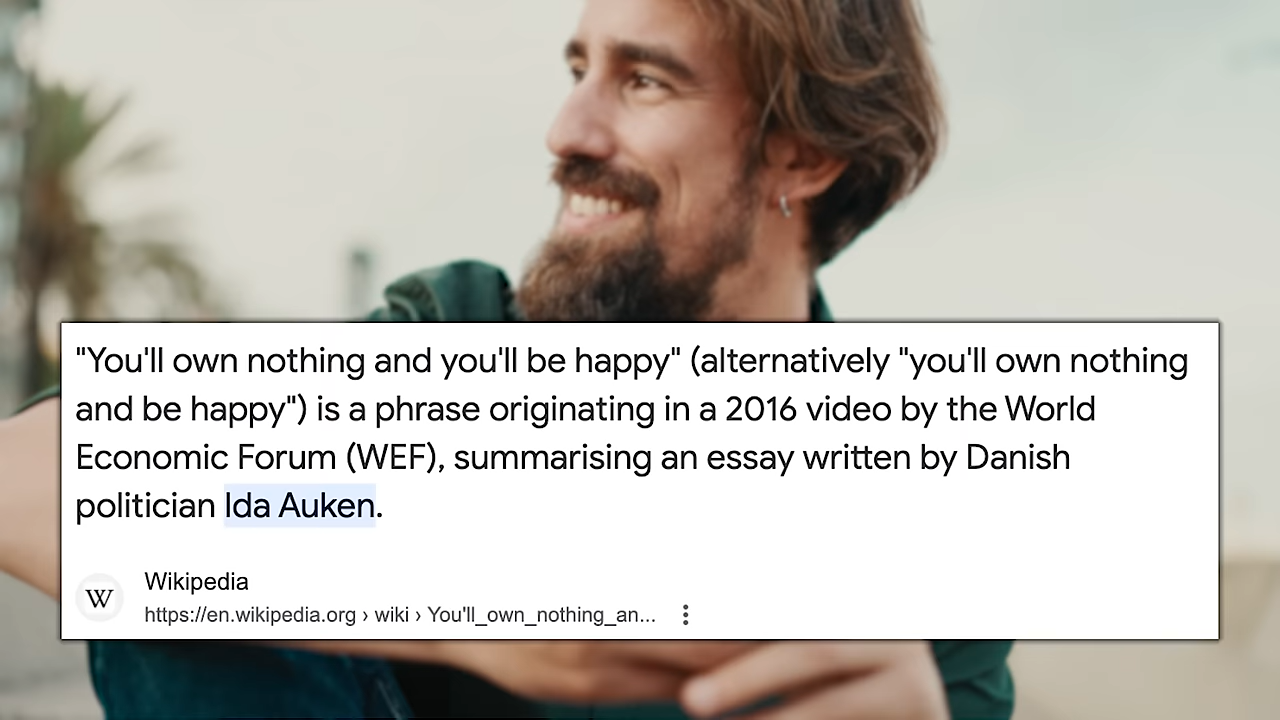 "You'll own nothing and you'll be happy" (alternatively "you'll own nothing
and be happy") is a phrase originating in a 2016 video by the World
Economic Forum (WEF), summarising an essay written by Danish
politician Ida Auken.
W
Wikipedia
https://en.wikipedia.org › wiki › You'll_own_nothing_an...